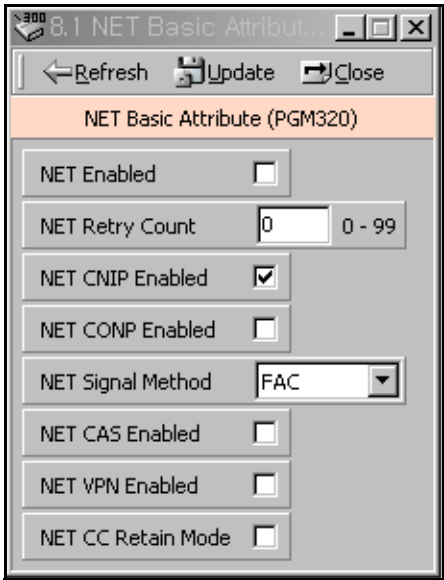 300
8.1 NET Basic Attribut...
Refresh Update Close
NET Basic Attribute (PGM320)
NET Enabled
NET Retry Count 0 0 - 99
NET CNIP Enabled
NET CONP Enabled
NET Signal Method FAC
NET CAS Enabled
NET VPN Enabled
NET CC Retain Mode